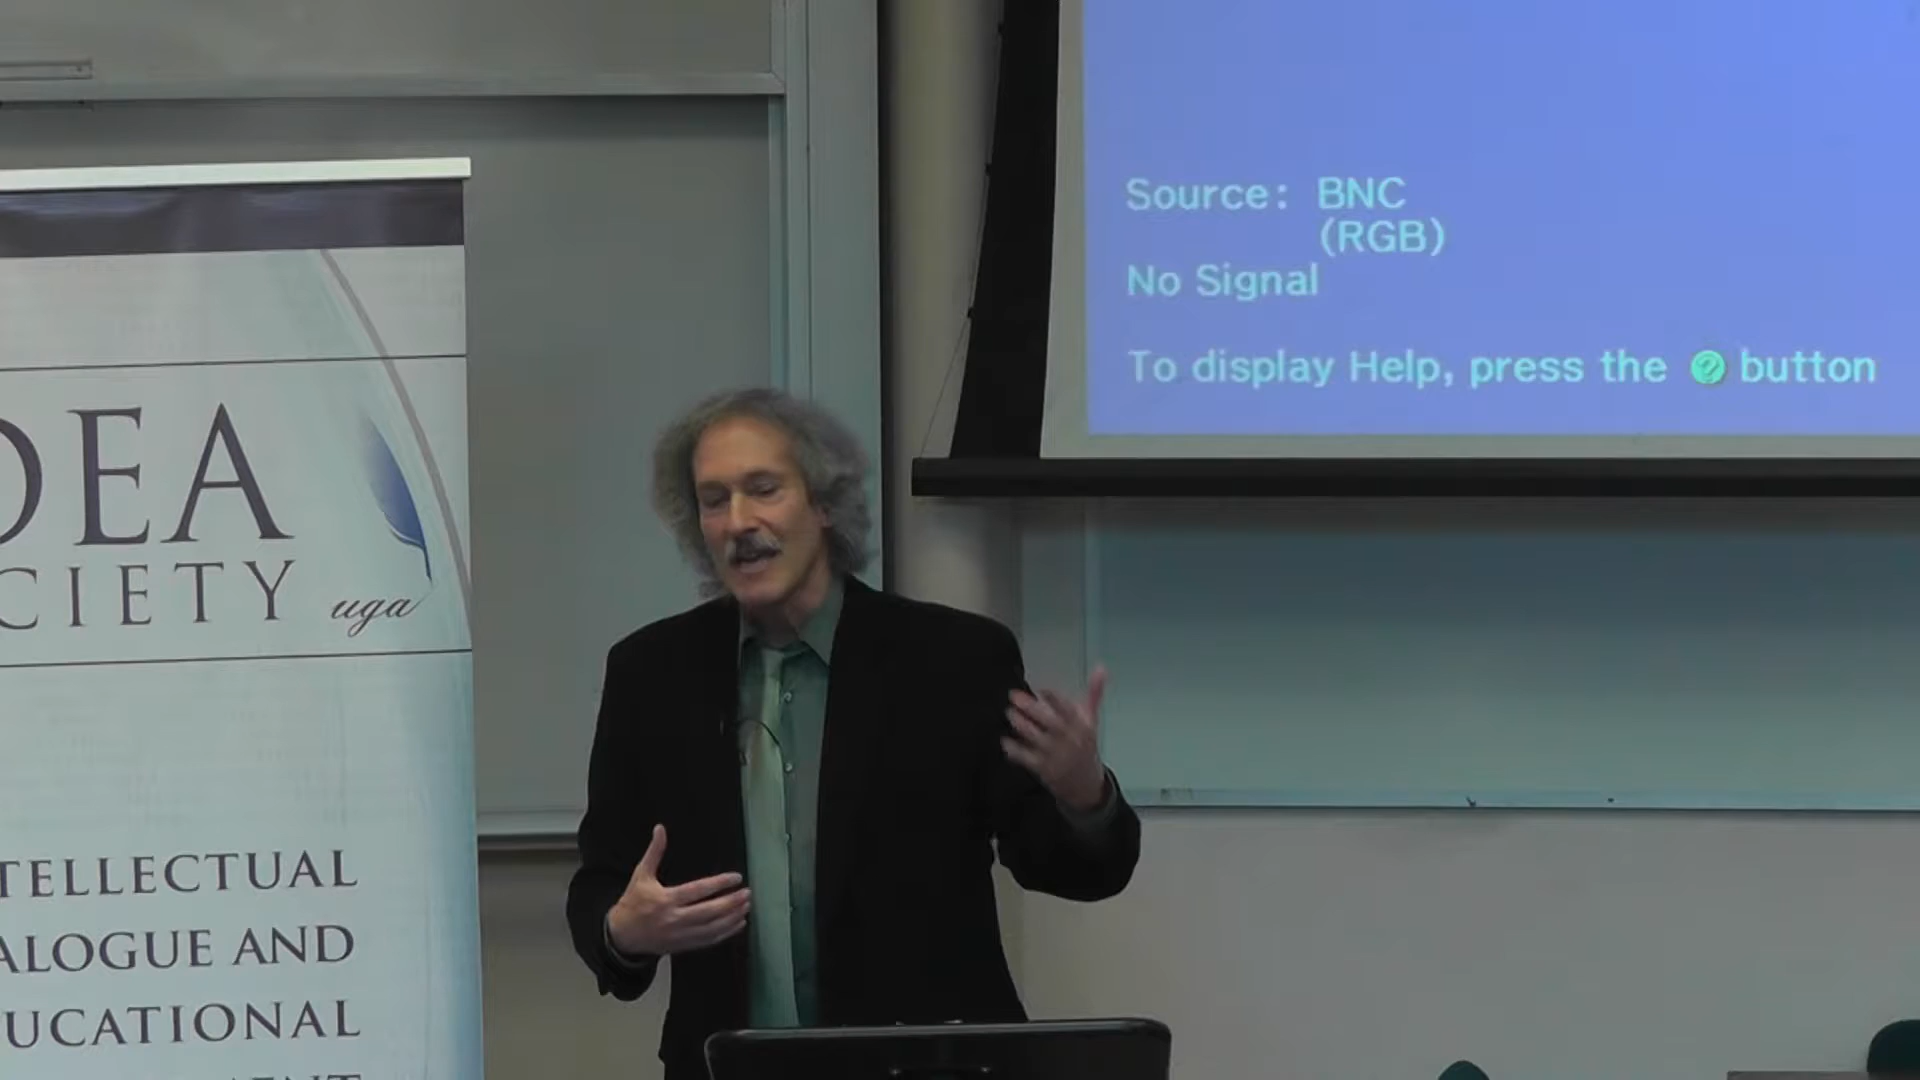 DEA
CIETY uga
TELLECTUAL
ALOGUE AND
UCATIONAL
Source: BNC
(RGB)
No Signal
To display Help, press the ? button